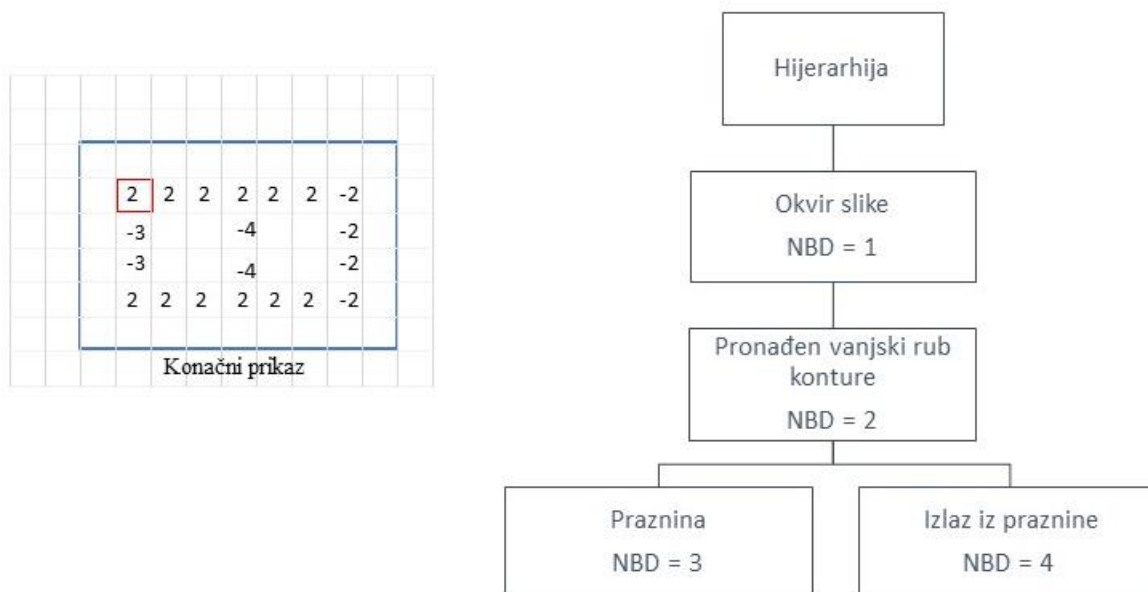 2 2 2 2 2 2 -2
-3 -4 -2
-3 -4 -2
2 2 2 2 2 2 -2
Konačni prikaz
Hijerarhija
Okvir slike
NBD = 1
Pronađen vanjski rub
konture
NBD = 2
Praznina
NBD = 3
Izlaz iz praznine
NBD = 4